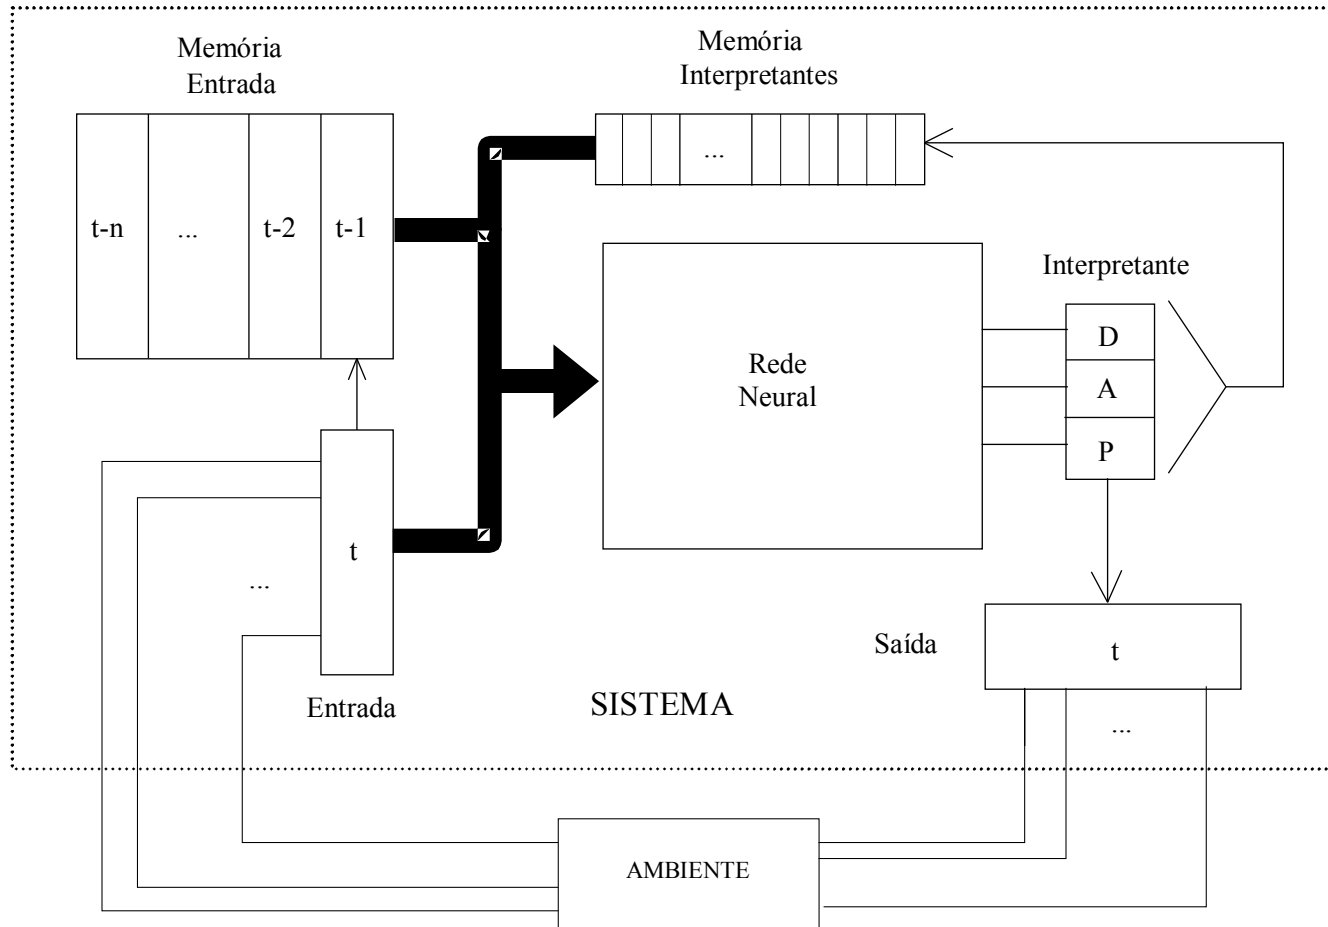 Memória
Entrada
Memória
Interpretantes
...
t-n
...
t-2
t-1
Interpretante
D
A
P
Rede
Neural
t
...
Entrada
SISTEMA
Saída
t
...
AMBIENTE